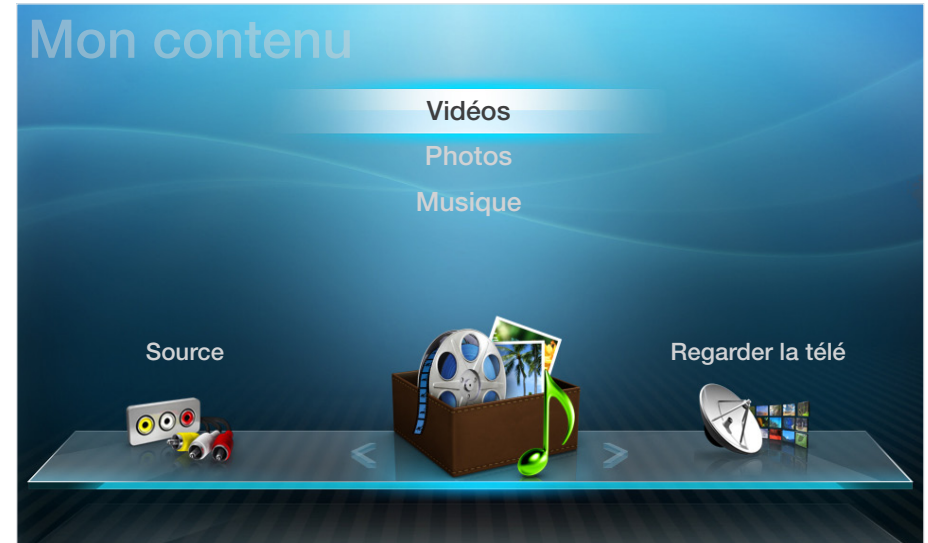 Mon contenu
Vidéos
Photos
Musique
Source
Regarder la télé